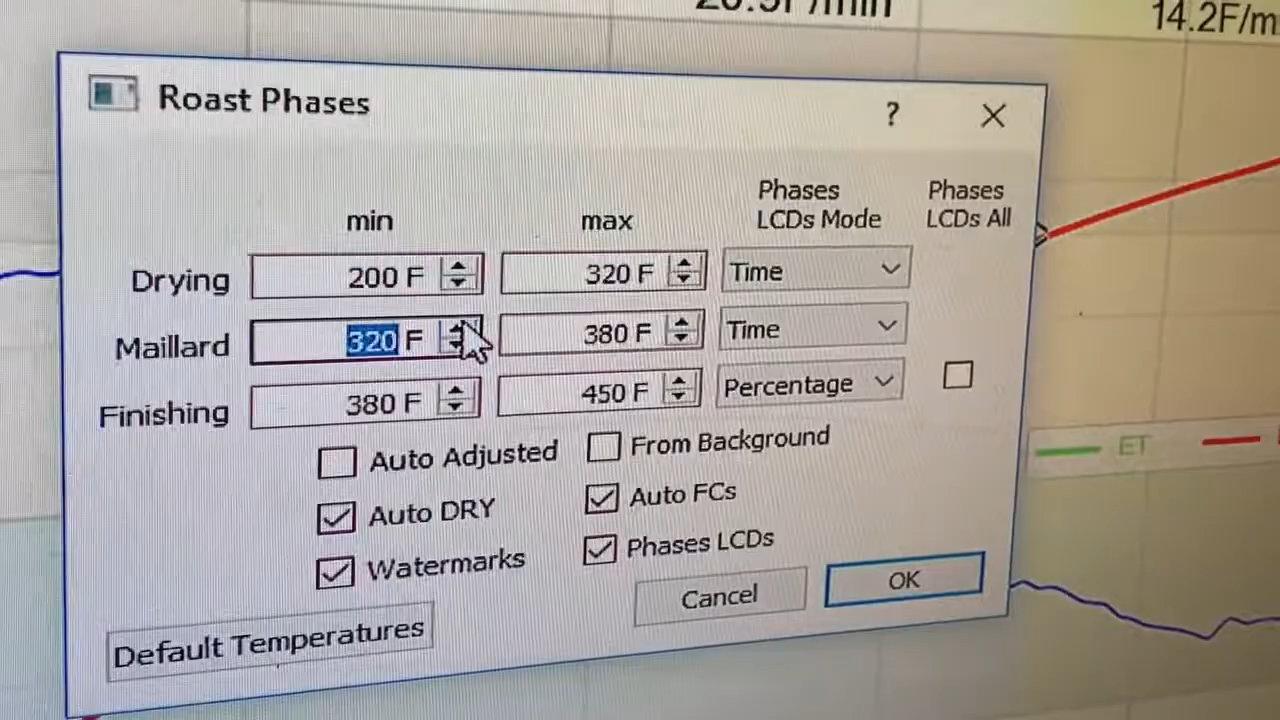 14.2F/m
Roast Phases ?
min max Phases LCDs Mode Phases LCDs All
Drying 200 F 320 F Time
Maillard 320 F 380 F Time
Finishing 380 F 450 F Percentage
Auto Adjusted From Background
Auto DRY Auto FCs
Watermarks Phases LCDs
Default Temperatures Cancel OK
ET